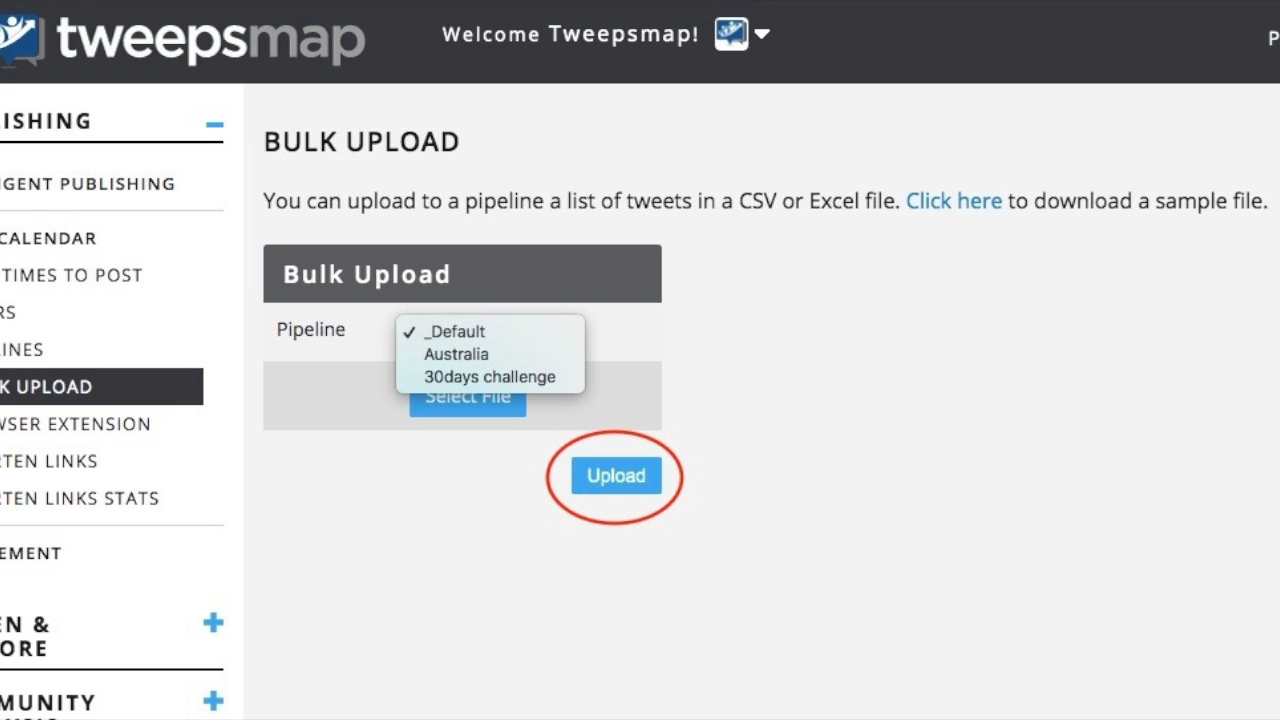 tweepsmap
Welcome Tweepsmap!
P
ISHING
IGENT PUBLISHING
CALENDAR
TIMES TO POST
RS
INES
K UPLOAD
WSER EXTENSION
RTEN LINKS
RTEN LINKS STATS
EMENT
EN &
ORE
MUNITY
BULK UPLOAD
You can upload to a pipeline a list of tweets in a CSV or Excel file. Click here to download a sample file.
Bulk Upload
Pipeline
✓ _Default
Australia
30days challenge
Select File
Upload